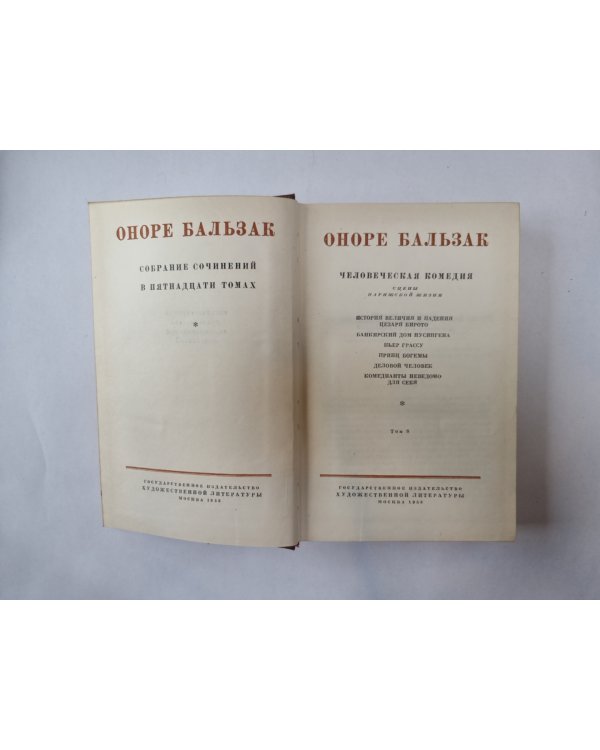 ОНОРЕ БАЛЬЗАК
СОБРАНИЕ СОЧИНЕНИЙ
В ПЯТНАДЦАТИ ТОМАХ
*
ГОСУДАРСТВЕННОЕ ИЗДАТЕЛЬСТВО
ХУДОЖЕСТВЕННОЙ ЛИТЕРАТУРЫ
МОСКВА
ОНОРЕ БАЛЬЗАК
ЧЕЛОВЕЧЕСКАЯ КОМЕДИЯ
СЦЕНЫ
ПАРИЖСКОЙ ЖИЗНИ
ИСТОРИЯ ВЕЛИЧИЯ И ПАДЕНИЯ
ЦЕЗАРЯ БИРОТО
БАНКИРСКИЙ ДОМ НУСИНГЕНА
ПЬЕР ГРАССУ
ПРИНЦ БОГЕМЫ
ДЕЛОВОЙ ЧЕЛОВЕК
КОМЕДИАНТЫ НЕВЕДОМО
ДЛЯ СЕБЯ
*
Том
ГОСУДАРСТВЕННОЕ ИЗДАТЕЛЬСТВО
ХУДОЖЕСТВЕННОЙ ЛИТЕРАТУРЫ
МОСКВА